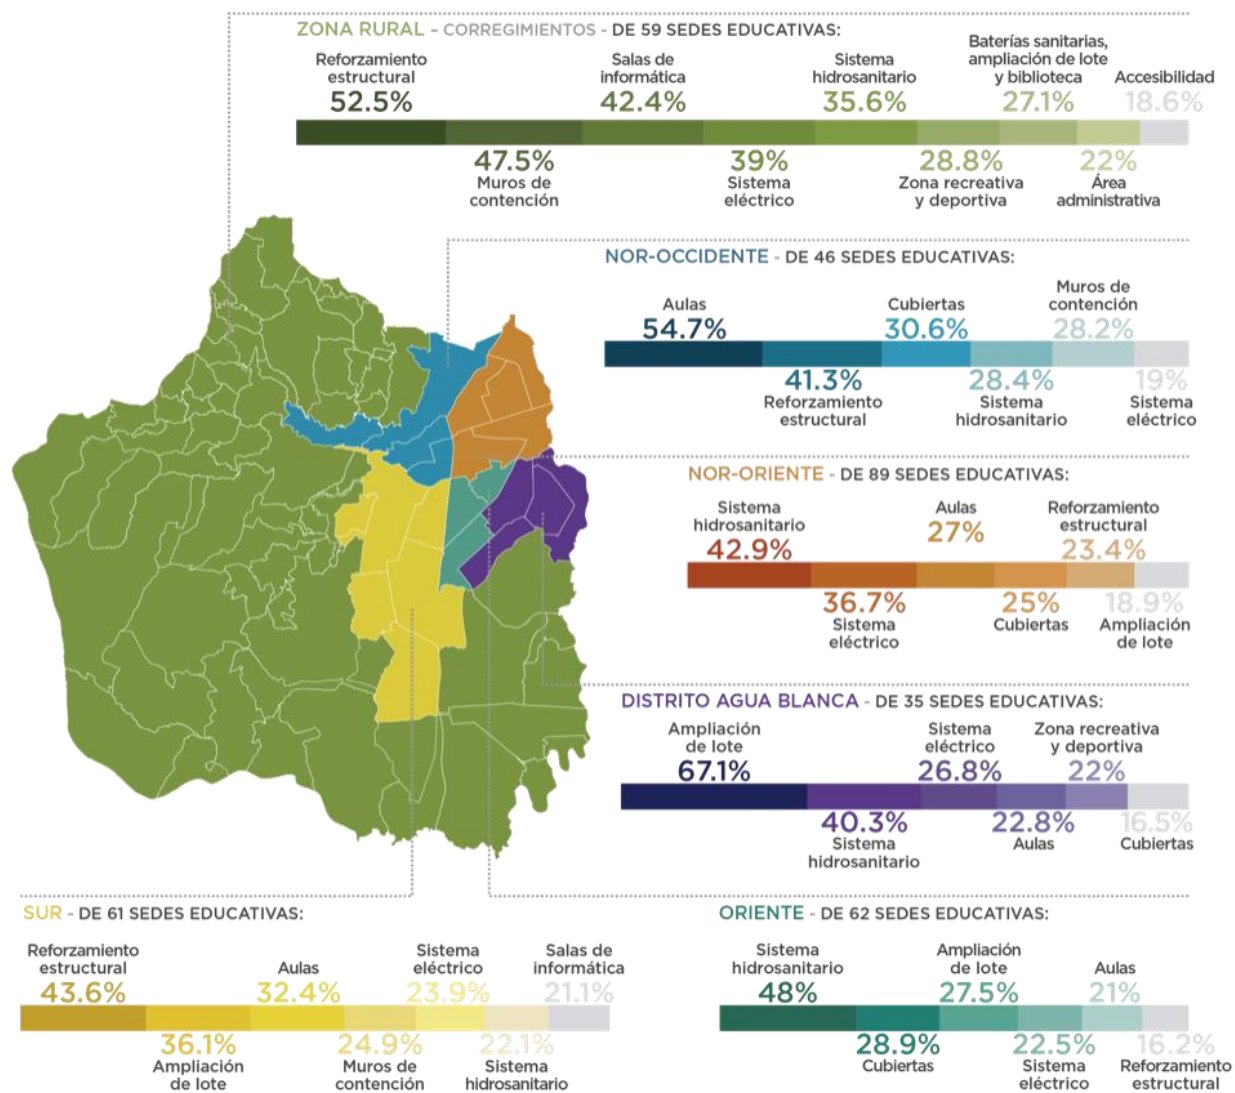 ZONA RURAL - CORREGIMIENTOS - DE 59 SEDES EDUCATIVAS:
Reforzamiento
estructural
52.5%
Muros de
contención
47.5%
Salas de
informática
42.4%
Sistema
eléctrico
39%
Sistema
hidrosanitario
35.6%
Zona recreativa
y deportiva
28.8%
Baterías sanitarias,
ampliación de lote
y biblioteca
27.1%
Área
administrativa
22%
Accesibilidad
18.6%
NOR-OCCIDENTE - DE 46 SEDES EDUCATIVAS:
Aulas
54.7%
41.3%
Reforzamiento
estructural
Cubiertas
30.6%
28.4%
Sistema
hidrosanitario
Muros de
contención
28.2%
19%
Sistema
eléctrico
NOR-ORIENTE - DE 89 SEDES EDUCATIVAS:
Sistema
hidrosanitario
42.9%
36.7%
Sistema
eléctrico
Aulas
27%
25%
Cubiertas
Reforzamiento
estructural
23.4%
18.9%
Ampliación
de lote
DISTRITO AGUA BLANCA - DE 35 SEDES EDUCATIVAS:
Ampliación
de lote
67.1%
40.3%
Sistema
hidrosanitario
Sistema
eléctrico
26.8%
22.8%
Aulas
Zona recreativa
y deportiva
22%
16.5%
Cubiertas
SUR - DE 61 SEDES EDUCATIVAS:
Reforzamiento
estructural
43.6%
36.1%
Ampliación
de lote
Aulas
32.4%
24.9%
Muros de
contención
Sistema
eléctrico
23.9%
22.1%
Sistema
hidrosanitario
Salas de
informática
21.1%
ORIENTE - DE 62 SEDES EDUCATIVAS:
Sistema
hidrosanitario
48%
28.9%
Cubiertas
Ampliación
de lote
27.5%
22.5%
Sistema
eléctrico
Aulas
21%
16.2%
Reforzamiento
estructural